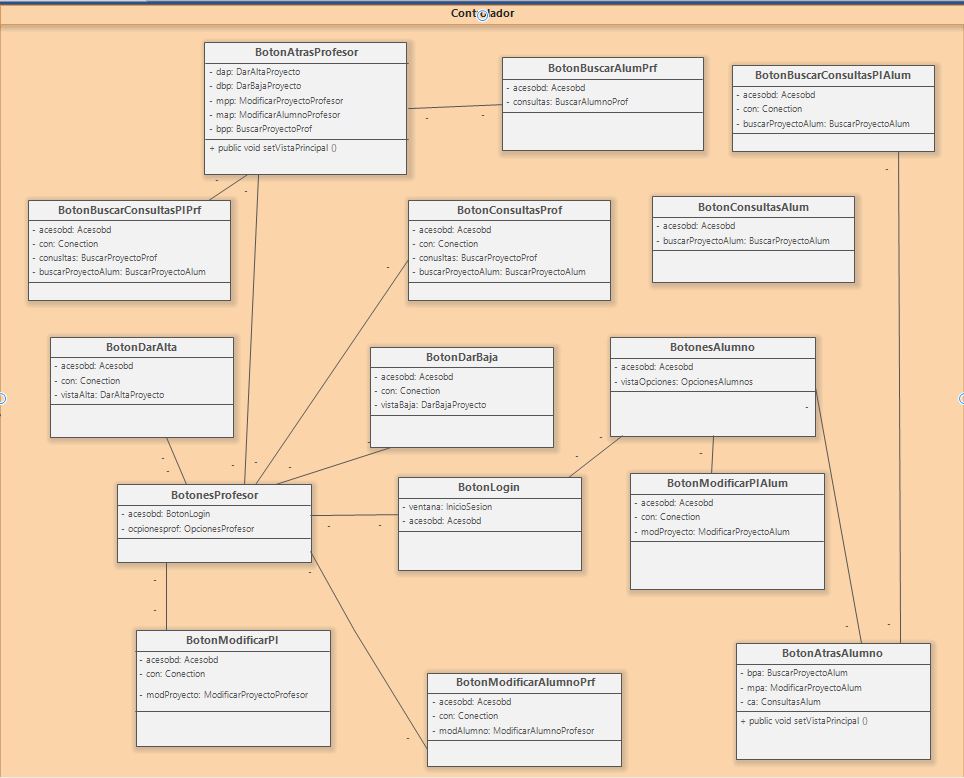 Controlador
BotonAtrasProfesor
- dap: DarAltaProyecto
- dbp: DarBajaProyecto
- mpp: ModificarProyectoProfesor
- map: ModificarAlumnoProfesor
- bpp: BuscarProyectoProf
+ public void setVistaPrincipal ()
BotonBuscarAlumPrf
- acesobd: Acesobd
- consultas: BuscarAlumnoProf
BotonBuscarConsultasPIAlum
- acesobd: Acesobd
- con: Conection
- buscarProyectoAlum: BuscarProyectoAlum
BotonBuscarConsultasPIPrf
- acesobd: Acesobd
- con: Conection
- conusltas: BuscarProyectoProf
- buscarProyectoAlum: BuscarProyectoAlum
BotonConsultasProf
- acesobd: Acesobd
- con: Conection
- conusltas: BuscarProyectoProf
- buscarProyectoAlum: BuscarProyectoAlum
BotonConsultasAlum
- acesobd: Acesobd
- buscarProyectoAlum: BuscarProyectoAlum
BotonDarAlta
- acesobd: Acesobd
- con: Conection
- vistaAlta: DarAltaProyecto
BotonDarBaja
- acesobd: Acesobd
- con: Conection
- vistaBaja: DarBajaProyecto
BotonesAlumno
- acesobd: Acesobd
- vistaOpciones: OpcionesAlumnos
BotonesProfesor
- acesobd: BotonLogin
- ocpionesprof: OpcionesProfesor
BotonLogin
- ventana: InicioSesion
- acesobd: Acesobd
BotonModificarPIAlum
- acesobd: Acesobd
- con: Conection
- modProyecto: ModificarProyectoAlum
BotonModificarPI
- acesobd: Acesobd
- con: Conection
- modProyecto: ModificarProyectoProfesor
BotonModificarAlumnoPrf
- acesobd: Acesobd
- con: Conection
- modAlumno: ModificarAlumnoProfesor
BotonAtrasAlumno
- bpa: BuscarProyectoAlum
- mpa: ModificarProyectoAlum
- ca: ConsultasAlum
+ public void setVistaPrincipal ()